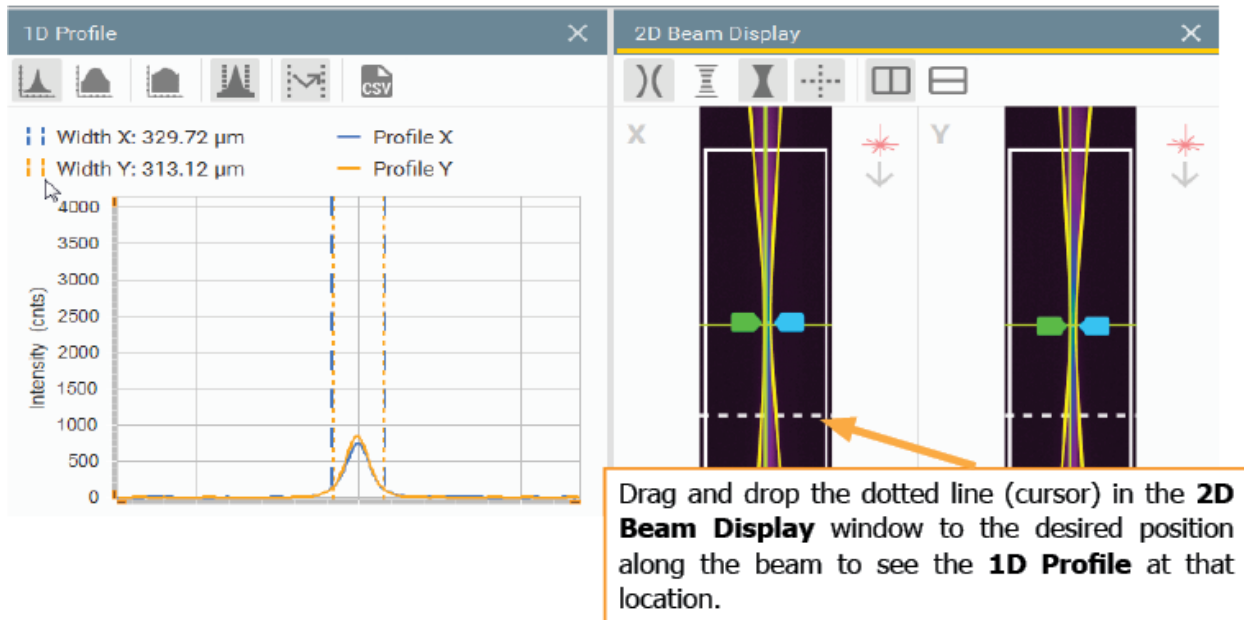 1D Profile
2D Beam Display
CSV
Width X: 329.72 µm
Profile X
Width Y: 313.12 µm
Profile Y
X
Y
4000
3500
3000
2500
2000
1500
1000
500
0
Intensity (cnts)
Drag and drop the dotted line (cursor) in the 2D
Beam Display window to the desired position
along the beam to see the 1D Profile at that
location.